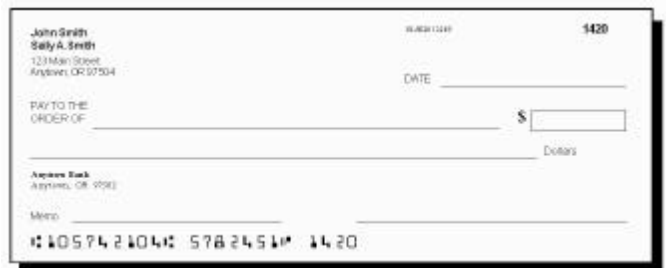 John Smith 1420
Sally A. Smith
123 Main Street
Anytown, OR 97504
DATE
PAY TO THE
ORDER OF $
Dollars
Anytown Bank
Anytown, OR
Memo
⑆105742104⑆ 5782451⑈ 1420